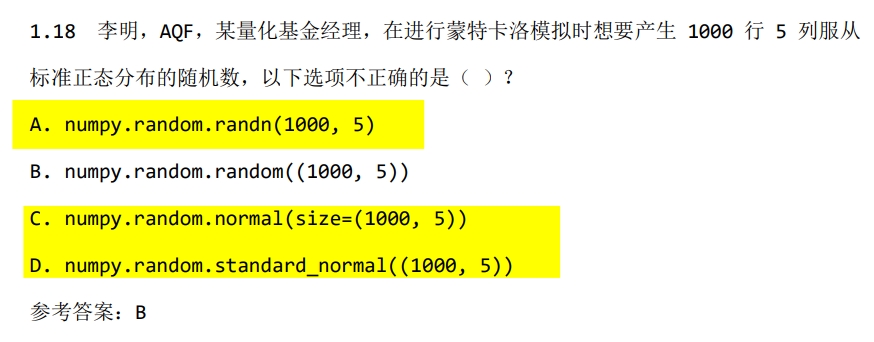 1.18 李明，AQF，某量化基金经理，在进行蒙特卡洛模拟时想要产生 1000 行 5 列服从
标准正态分布的随机数，以下选项不正确的是（ ）？
A. numpy.random.randn(1000, 5)
B. numpy.random.random((1000, 5))
C. numpy.random.normal(size=(1000, 5))
D. numpy.random.standard_normal((1000, 5))
参考答案：B